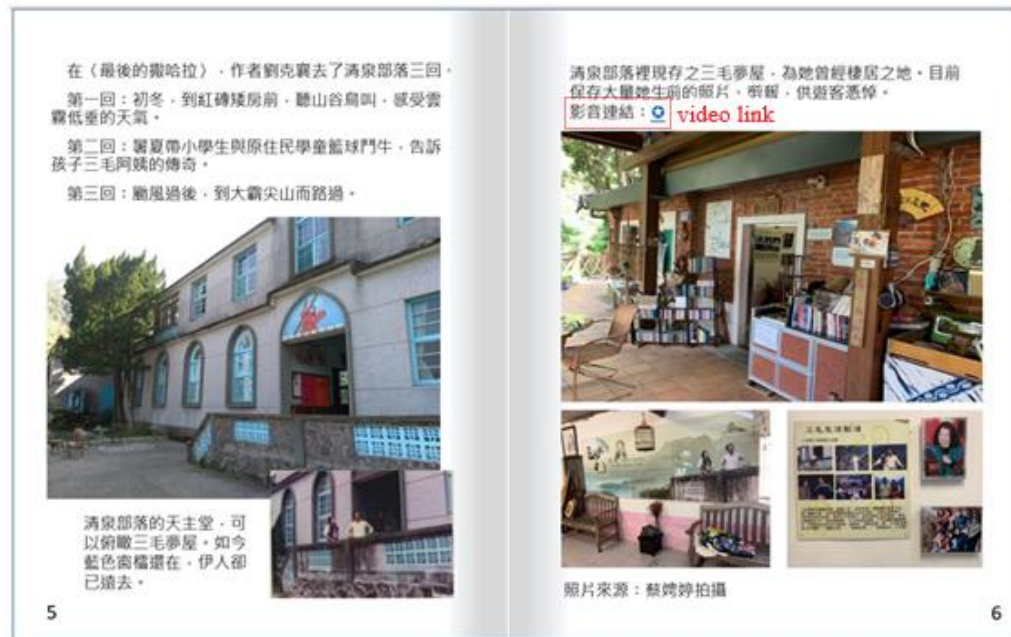 在〈最後的撒哈拉〉，作者劉克襄去了清泉部落三回。
第一回：初冬，到紅磚矮房前，聽山谷鳥叫，感受雲
霧低垂的天氣。
第二回：暑夏帶小學生與原住民學童籃球鬥牛，告訴
孩子三毛阿姨的傳奇。
第三回：颱風過後，到大霸尖山而路過。
清泉部落的天主堂，可
以俯瞰三毛夢屋。如今
藍色窗櫺還在，伊人卻
已遠去。
5
清泉部落裡現存之三毛夢屋，為她曾經棲居之地。目前
保存大量她生前的照片、剪報，供遊客憑悼。
影音連結： video link
照片來源：蔡娉婷拍攝
6